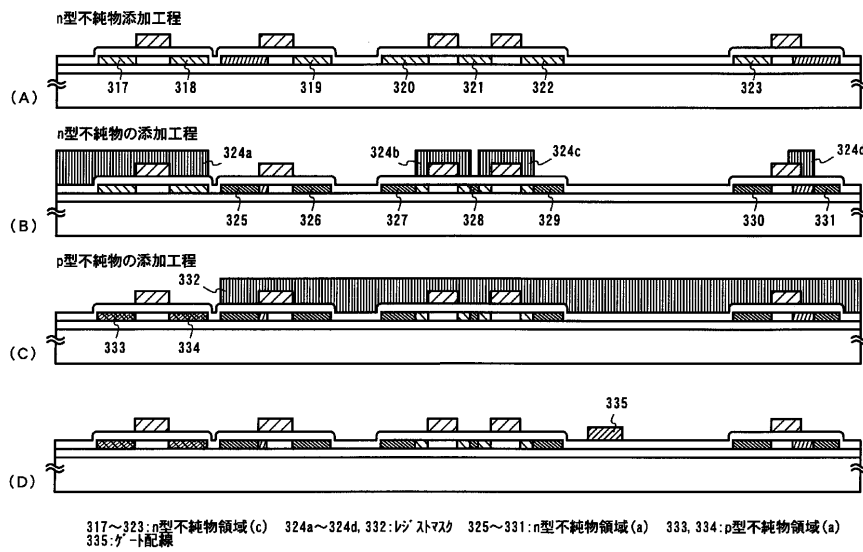 n型不純物添加工程
317 318 319 320 321 322 323
(A)
n型不純物の添加工程
324a 324b 324c 324d
325 326 327 328 329 330 331
(B)
p型不純物の添加工程
332
333 334
(C)
335
(D)
317~323:n型不純物領域(c) 324a~324d,332:レジストマスク 325~331:n型不純物領域(a) 333,334:p型不純物領域(a)
335:ゲート配線